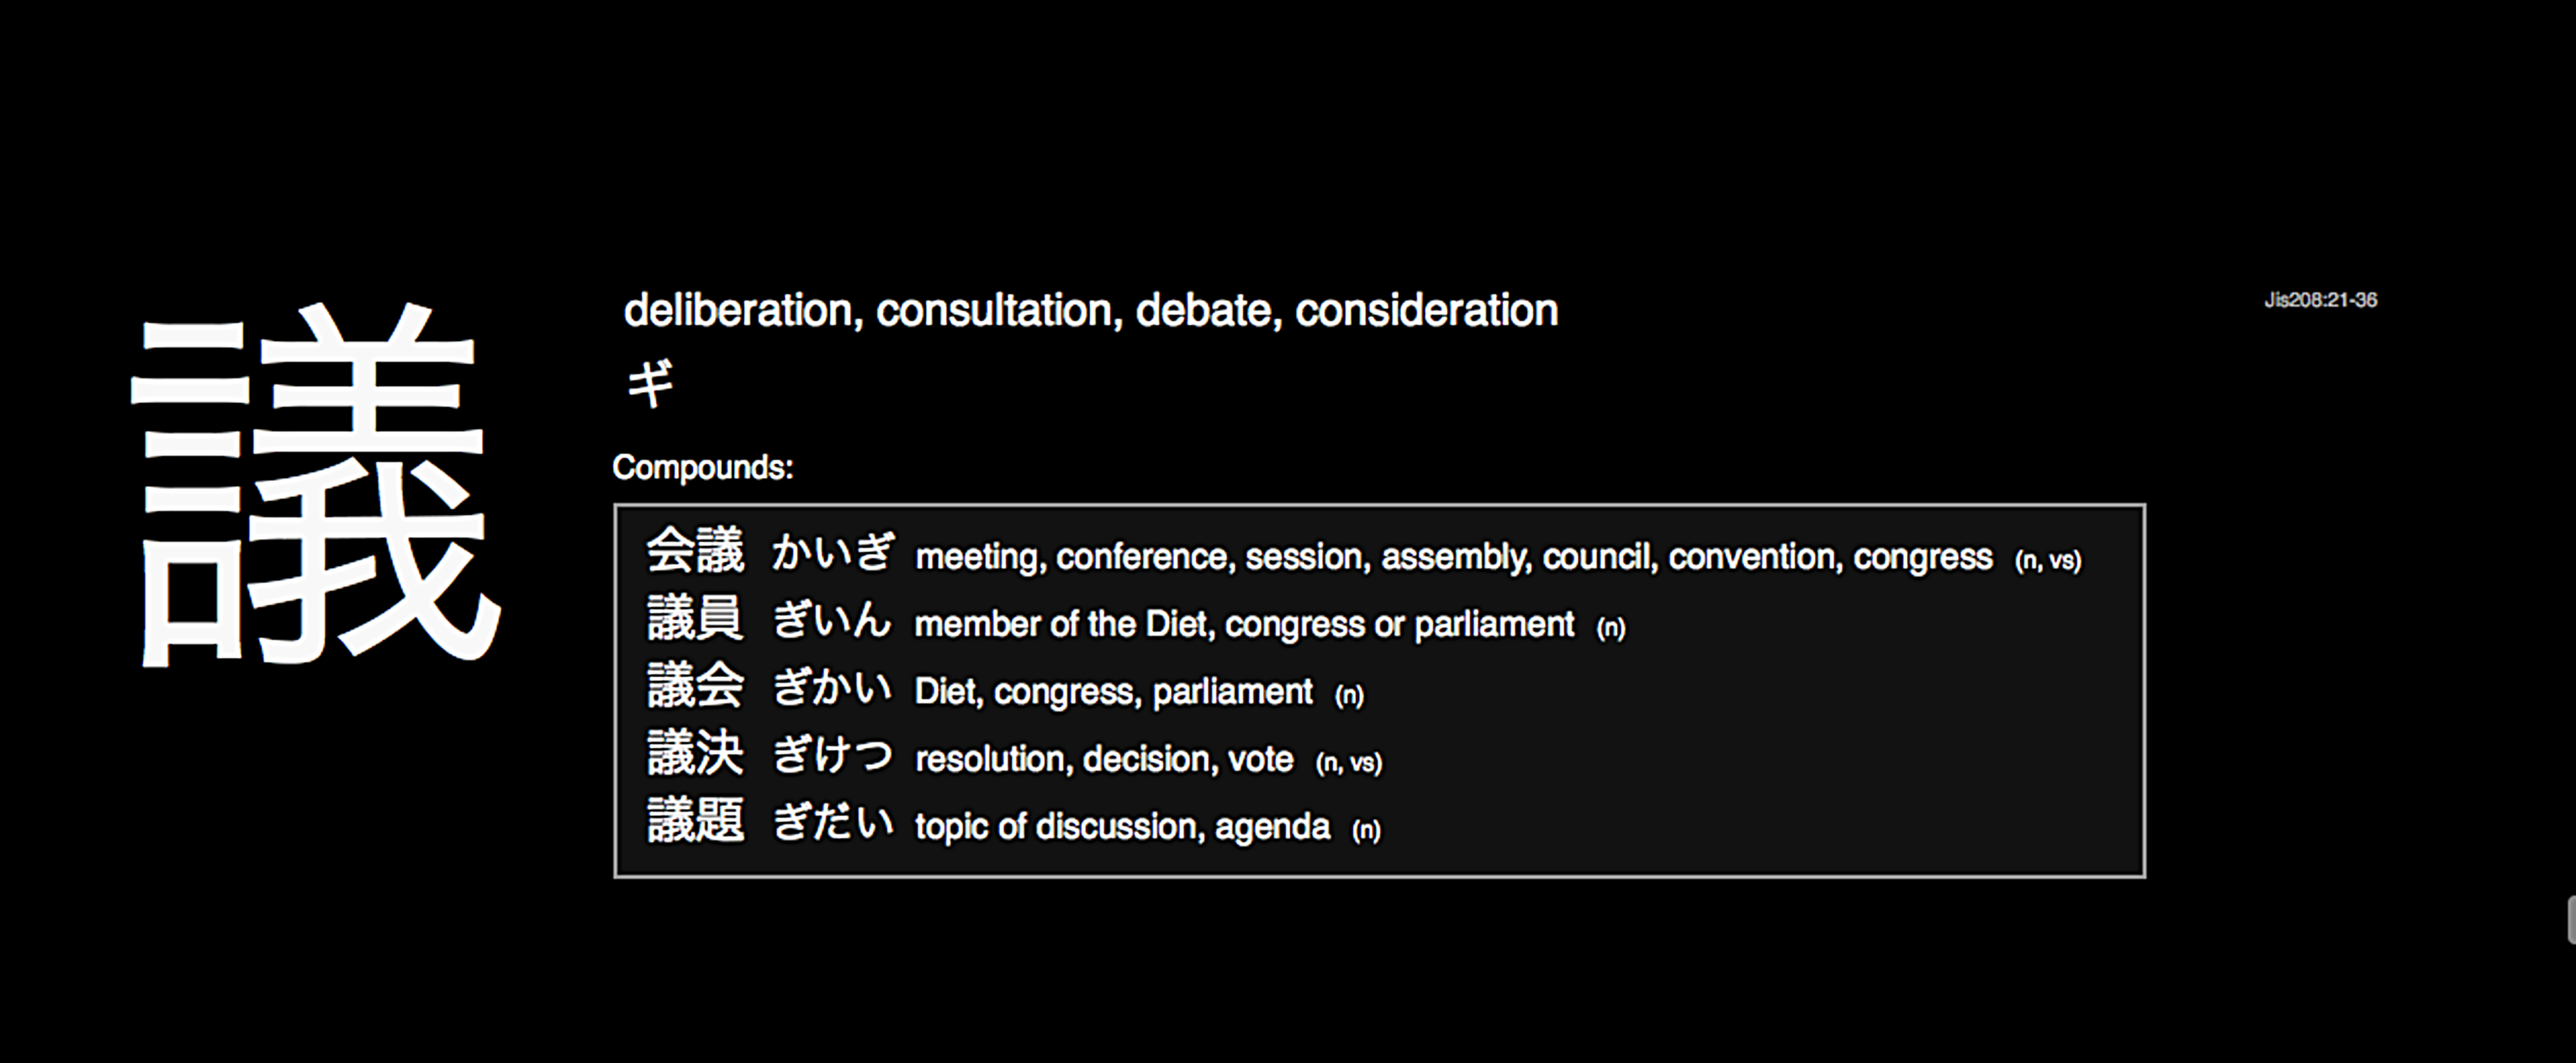 議
deliberation, consultation, debate, consideration
Jis208:21-36
ギ
Compounds:
会議 かいぎ meeting, conference, session, assembly, council, convention, congress (n, vs)
議員 ぎいん member of the Diet, congress or parliament (n)
議会 ぎかい Diet, congress, parliament (n)
議決 ぎけつ resolution, decision, vote (n, vs)
議題 ぎだい topic of discussion, agenda (n)